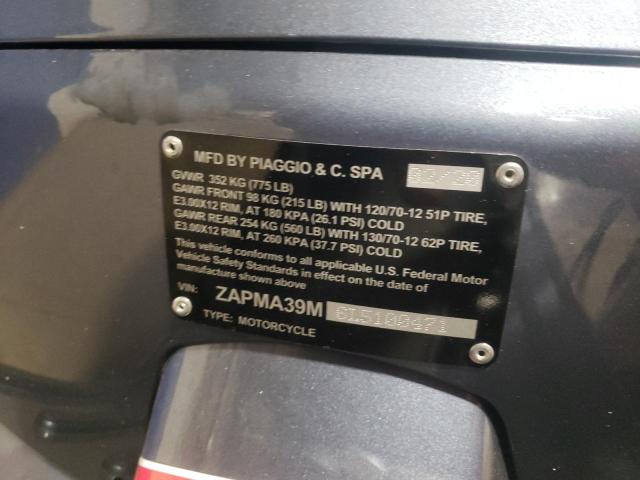 MFD BY PIAGGIO & C. SPA
GVWR 352 KG (775 LB)
GAWR FRONT 98 KG (215 LB) WITH 120/70-12 51P TIRE,
E3.00X12 RIM, AT 180 KPA (26.1 PSI) COLD
GAWR REAR 254 KG (560 LB) WITH 130/70-12 62P TIRE,
E3.00X12 RIM, AT 260 KPA (37.7 PSI) COLD
This vehicle conforms to all applicable U.S. Federal Motor
Vehicle Safety Standards in effect on the date of
manufacture shown above
VIN: ZAPMA39M
TYPE: MOTORCYCLE